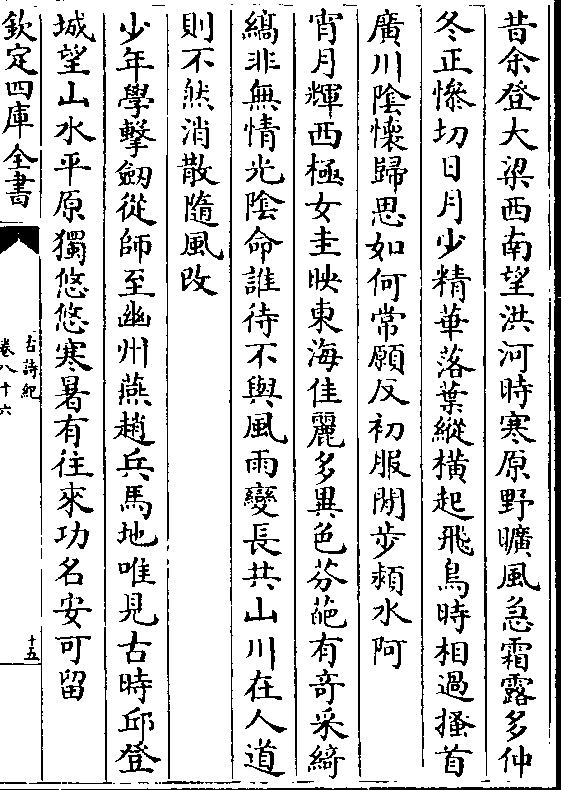 昔余登大梁西南望洪河時寒原野曠風急霜露多仲
冬正慘切日月少精華落葉縱橫起飛鳥時相過搔首
廣川陰懷歸思如何常願反初服閒步潁水阿
宵月輝西極女圭映東海佳麗多異色芬葩有奇采綺
縞非無情光陰命誰待不與風雨變長共山川在人道
則不然消散隨風改
少年學擊劒從師至幽州燕趙兵馬地唯見古時邱登
城望山水平原獨悠悠寒暑有往來功名安可留
欽定四庫全書
古詩紀
卷八十六
十五